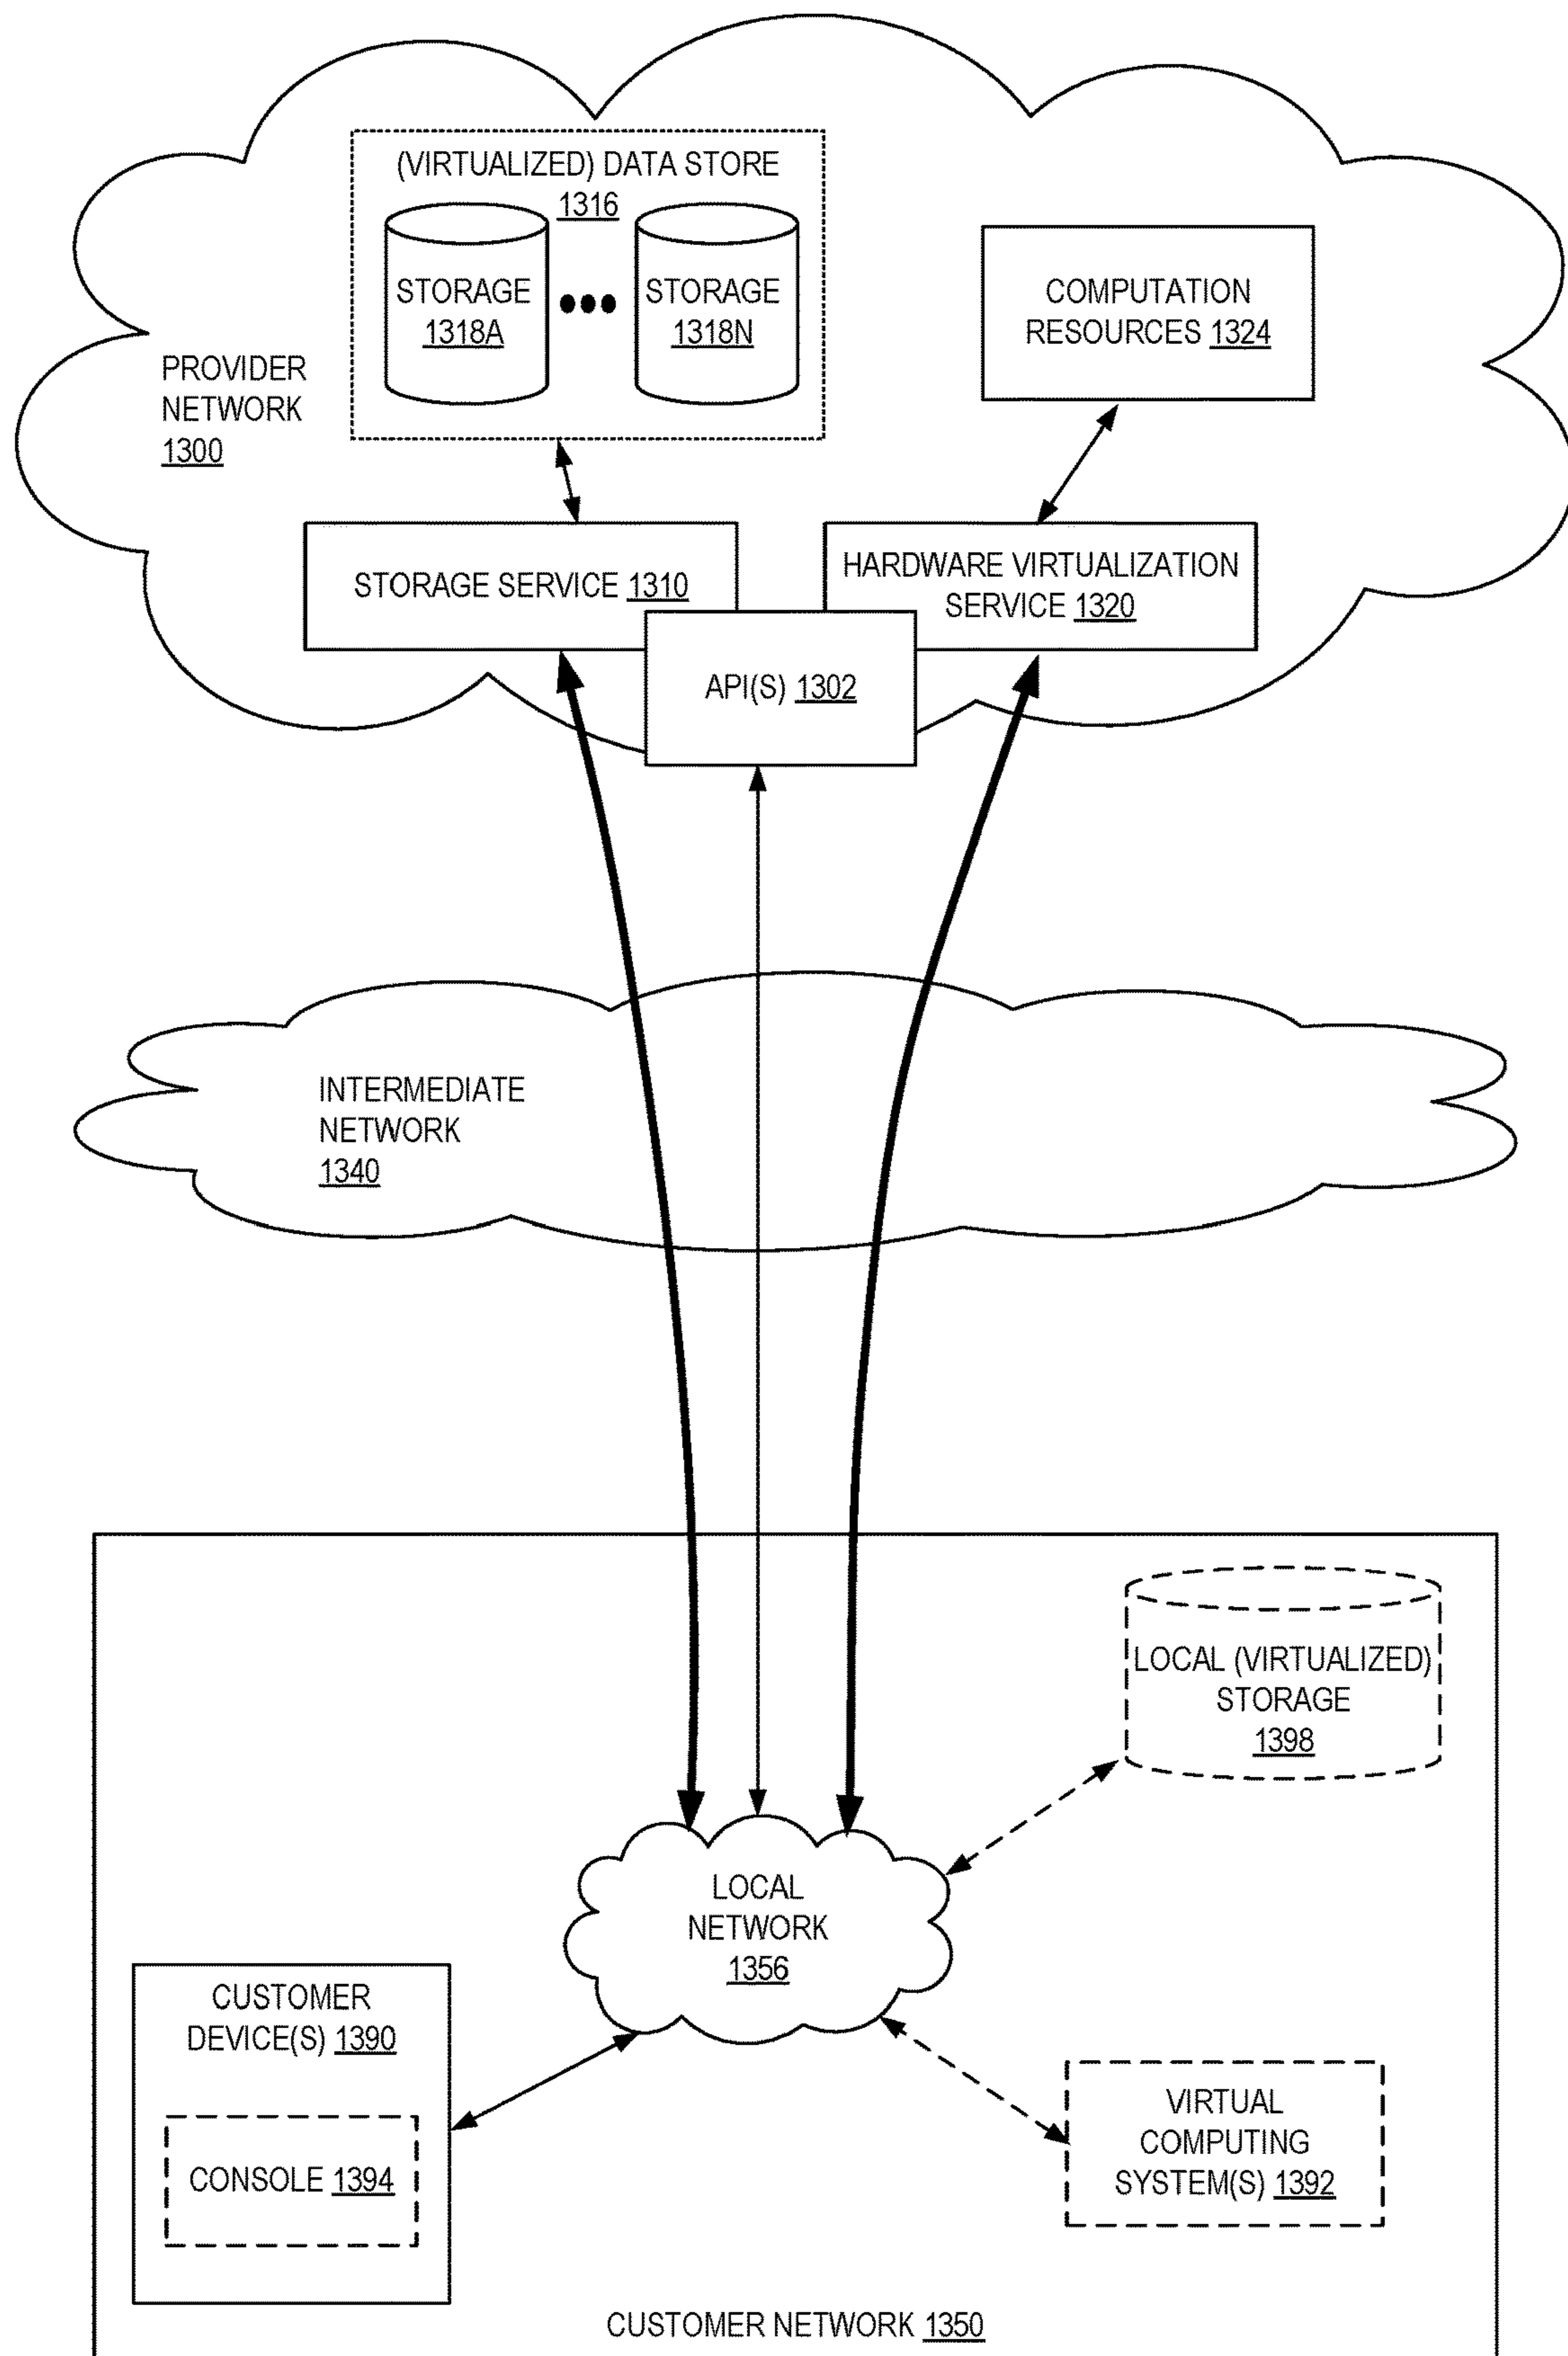 (VIRTUALIZED) DATA STORE
1316
STORAGE
1318A
STORAGE
1318N
COMPUTATION
RESOURCES 1324
PROVIDER
NETWORK
1300
STORAGE SERVICE 1310
HARDWARE VIRTUALIZATION
SERVICE 1320
API(S) 1302
INTERMEDIATE
NETWORK
1340
LOCAL (VIRTUALIZED)
STORAGE
1398
LOCAL
NETWORK
1356
CUSTOMER
DEVICE(S) 1390
CONSOLE 1394
VIRTUAL
COMPUTING
SYSTEM(S) 1392
CUSTOMER NETWORK 1350